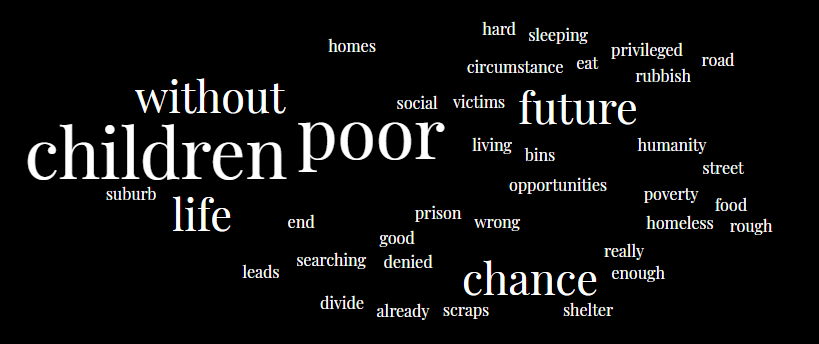 hard
sleeping
homes
privileged
road
circumstance
eat
rubbish
without
social
victims
future
children
poor
living
bins
humanity
street
suburb
opportunities
poverty
food
life
end
prison
wrong
homeless
rough
good
really
leads
searching
denied
chance
enough
divide
already
scraps
shelter